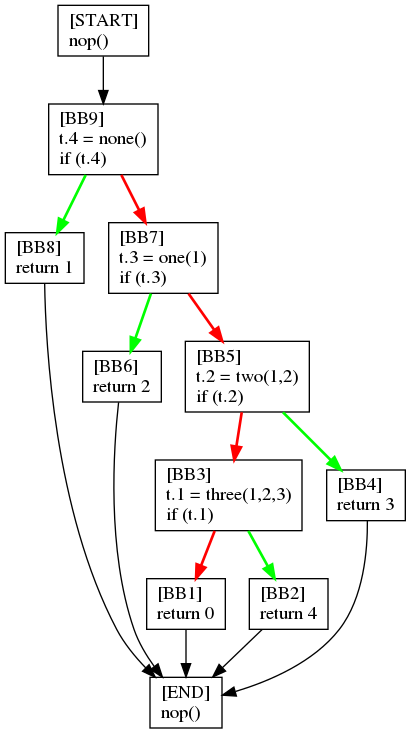 [START]
nop()
[BB9]
t.4 = none()
if (t.4)
[BB8]
return 1
[BB7]
t.3 = one(1)
if (t.3)
[BB6]
return 2
[BB5]
t.2 = two(1,2)
if (t.2)
[BB3]
t.1 = three(1,2,3)
if (t.1)
[BB4]
return 3
[BB1]
return 0
[BB2]
return 4
[END]
nop()